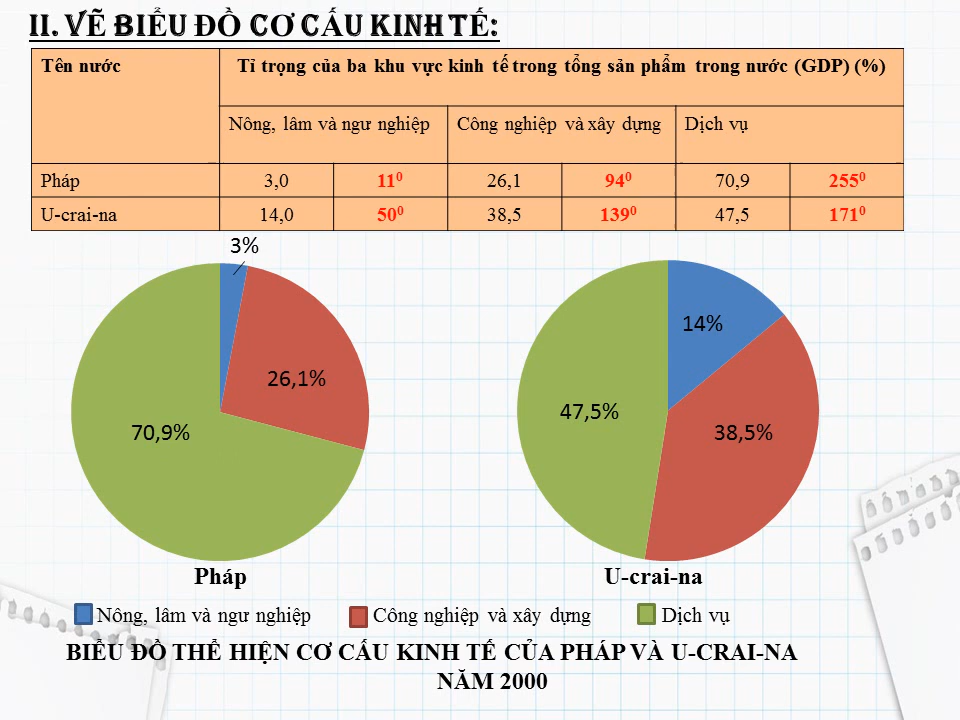 II. VẼ BIỂU ĐỒ CƠ CẤU KINH TẾ:
Tên nước Tỉ trọng của ba khu vực kinh tế trong tổng sản phẩm trong nước (GDP) (%)
Nông, lâm và ngư nghiệp Công nghiệp và xây dựng Dịch vụ
Pháp 3,0 11⁰ 26,1 94⁰ 70,9 255⁰
U-crai-na 14,0 50⁰ 38,5 139⁰ 47,5 171⁰
3%
26,1%
70,9%
14%
47,5%
38,5%
Pháp U-crai-na
Nông, lâm và ngư nghiệp Công nghiệp và xây dựng Dịch vụ
BIỂU ĐỒ THỂ HIỆN CƠ CẤU KINH TẾ CỦA PHÁP VÀ U-CRAI-NA
NĂM 2000